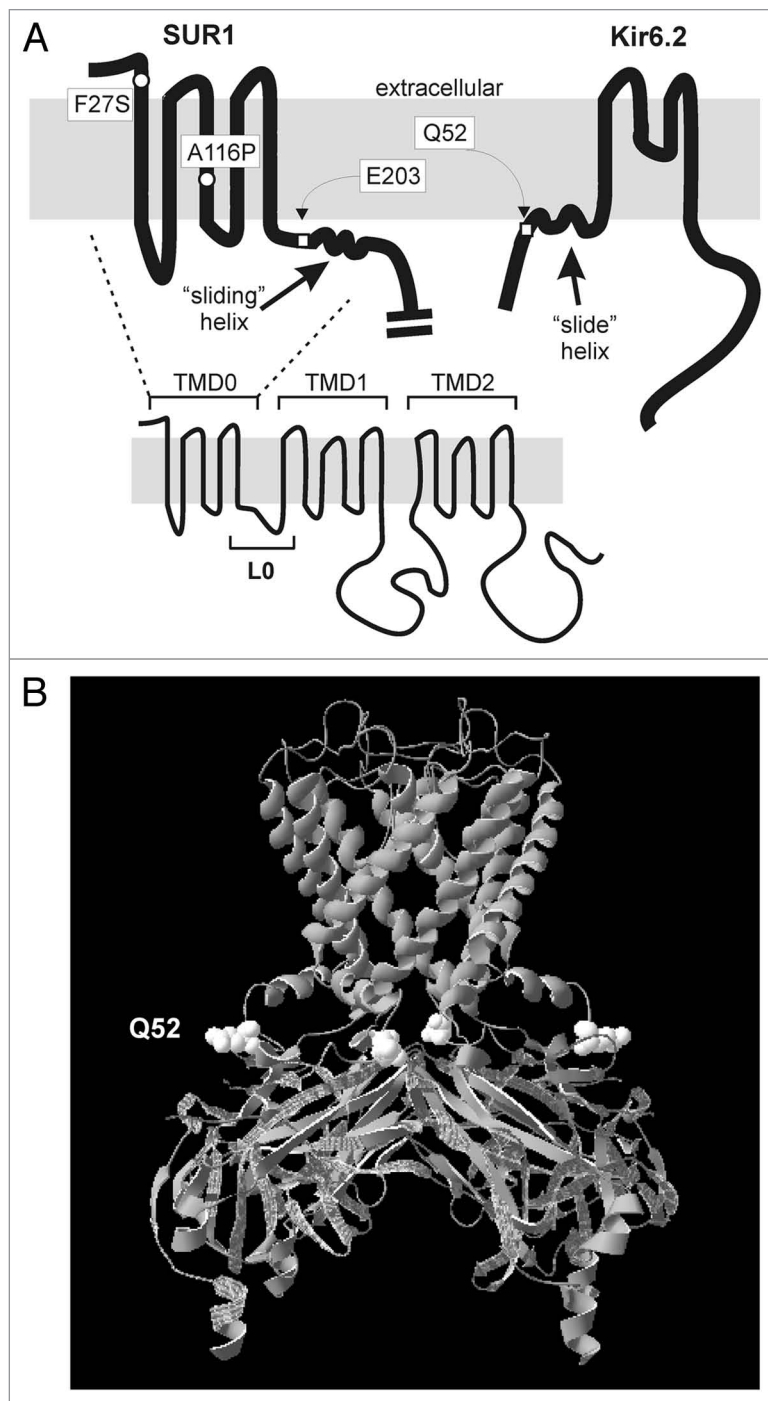 A
SUR1
Kir6.2
extracellular
F27S
Q52
A116P
E203
“sliding”
helix
“slide”
helix
TMD0
TMD1
TMD2
L0
B
Q52